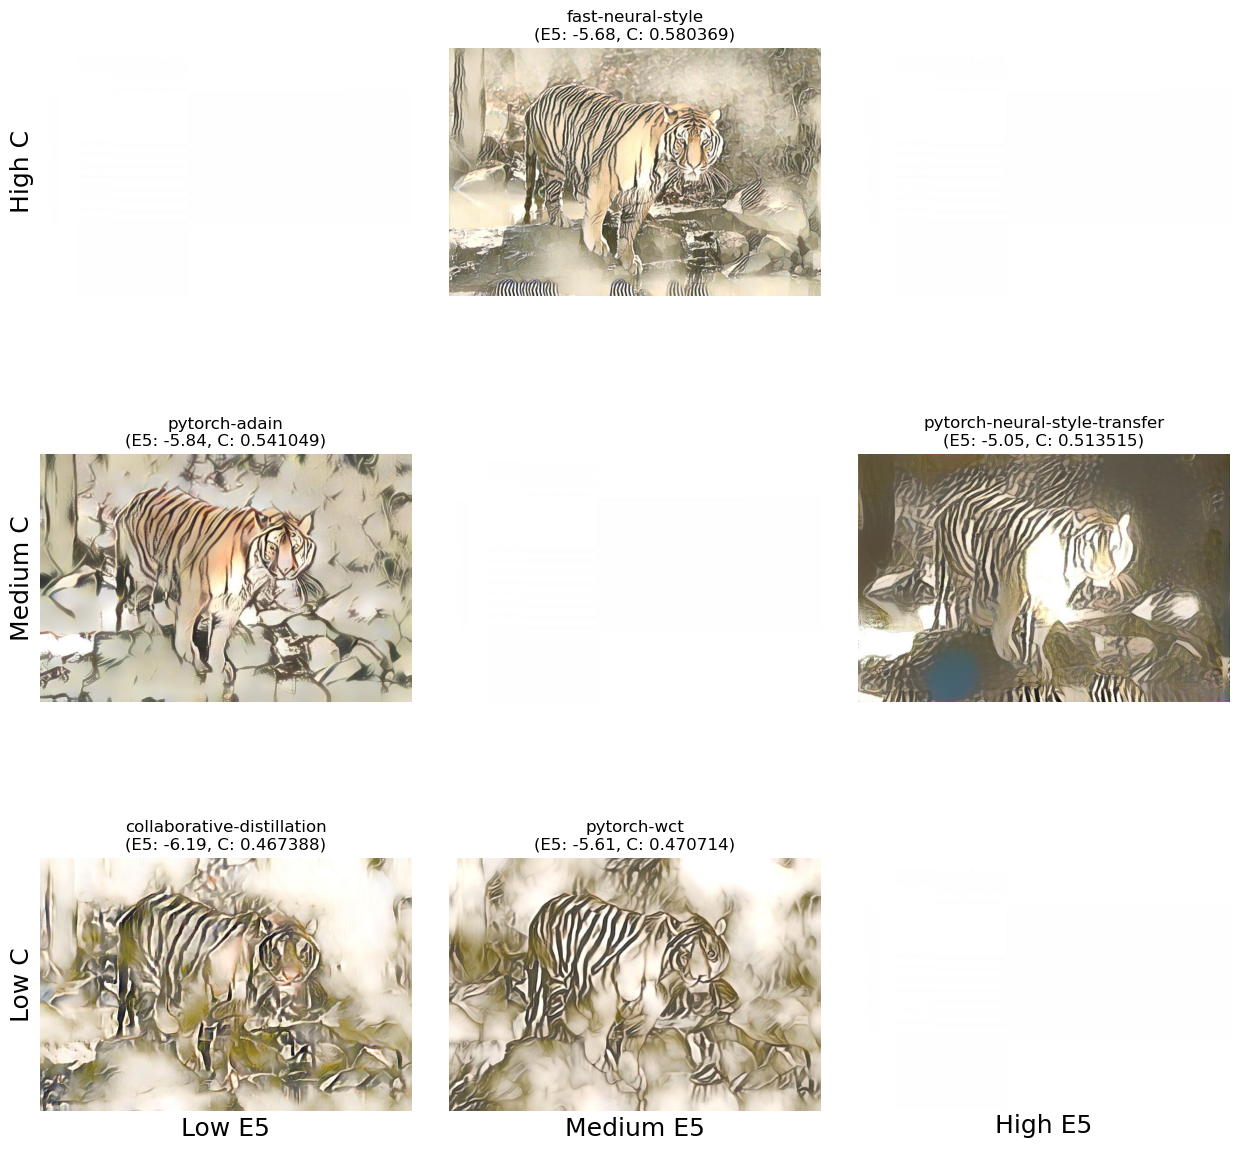 fast-neural-style
(E5: -5.68, C: 0.580369)
High C
pytorch-adain
(E5: -5.84, C: 0.541049)
pytorch-neural-style-transfer
(E5: -5.05, C: 0.513515)
Medium C
collaborative-distillation
(E5: -6.19, C: 0.467388)
pytorch-wct
(E5: -5.61, C: 0.470714)
Low C
Low E5
Medium E5
High E5